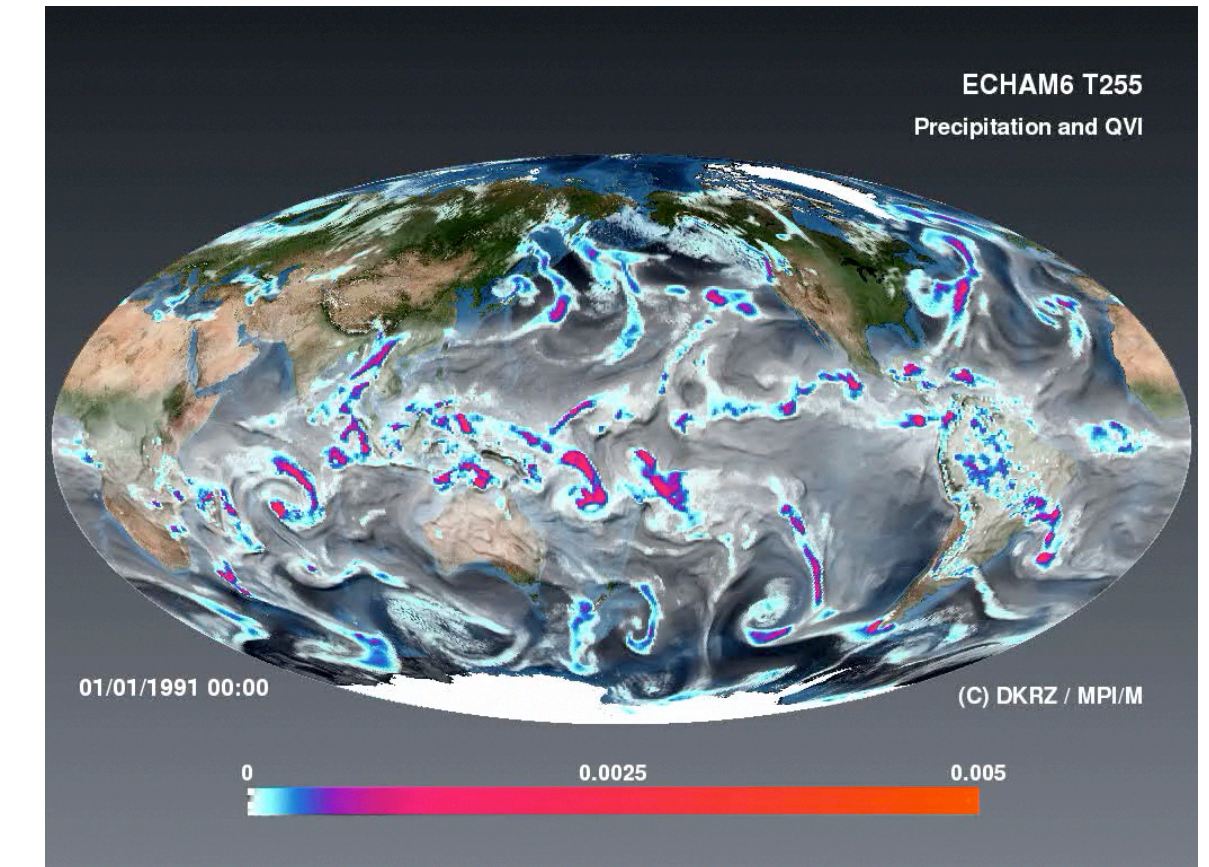 ECHAM6 T255
Precipitation and QVI
01/01/1991 00:00
(C) DKRZ / MPI/M
0 0.0025 0.005